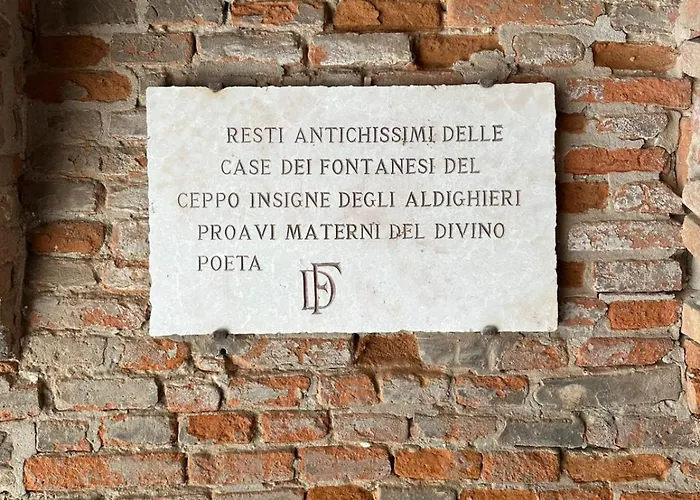 RESTI ANTICHISSIMI DELLE
CASE DEI FONTANESI DEL
CEPPO INSIGNE DEGLI ALDIGHIERI
PROAVI MATERNI DEL DIVINO
POETA
DF